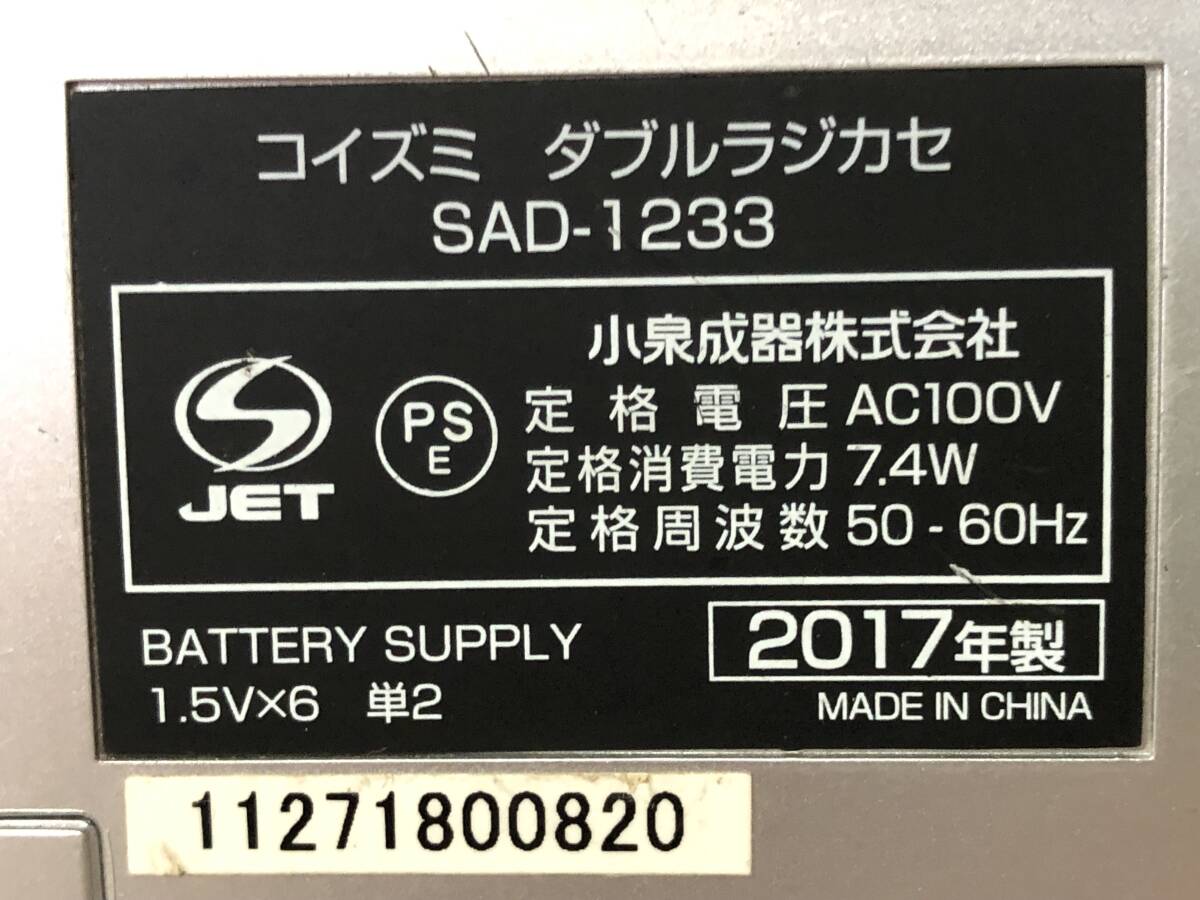 コイズミ ダブルラジカセ
SAD-1233
小泉成器株式会社
JET
PS
E
定格電圧 AC100V
定格消費電力 7.4W
定格周波数 50 - 60Hz
BATTERY SUPPLY
1.5V×6 単2
2017年製
MADE IN CHINA
11271800820